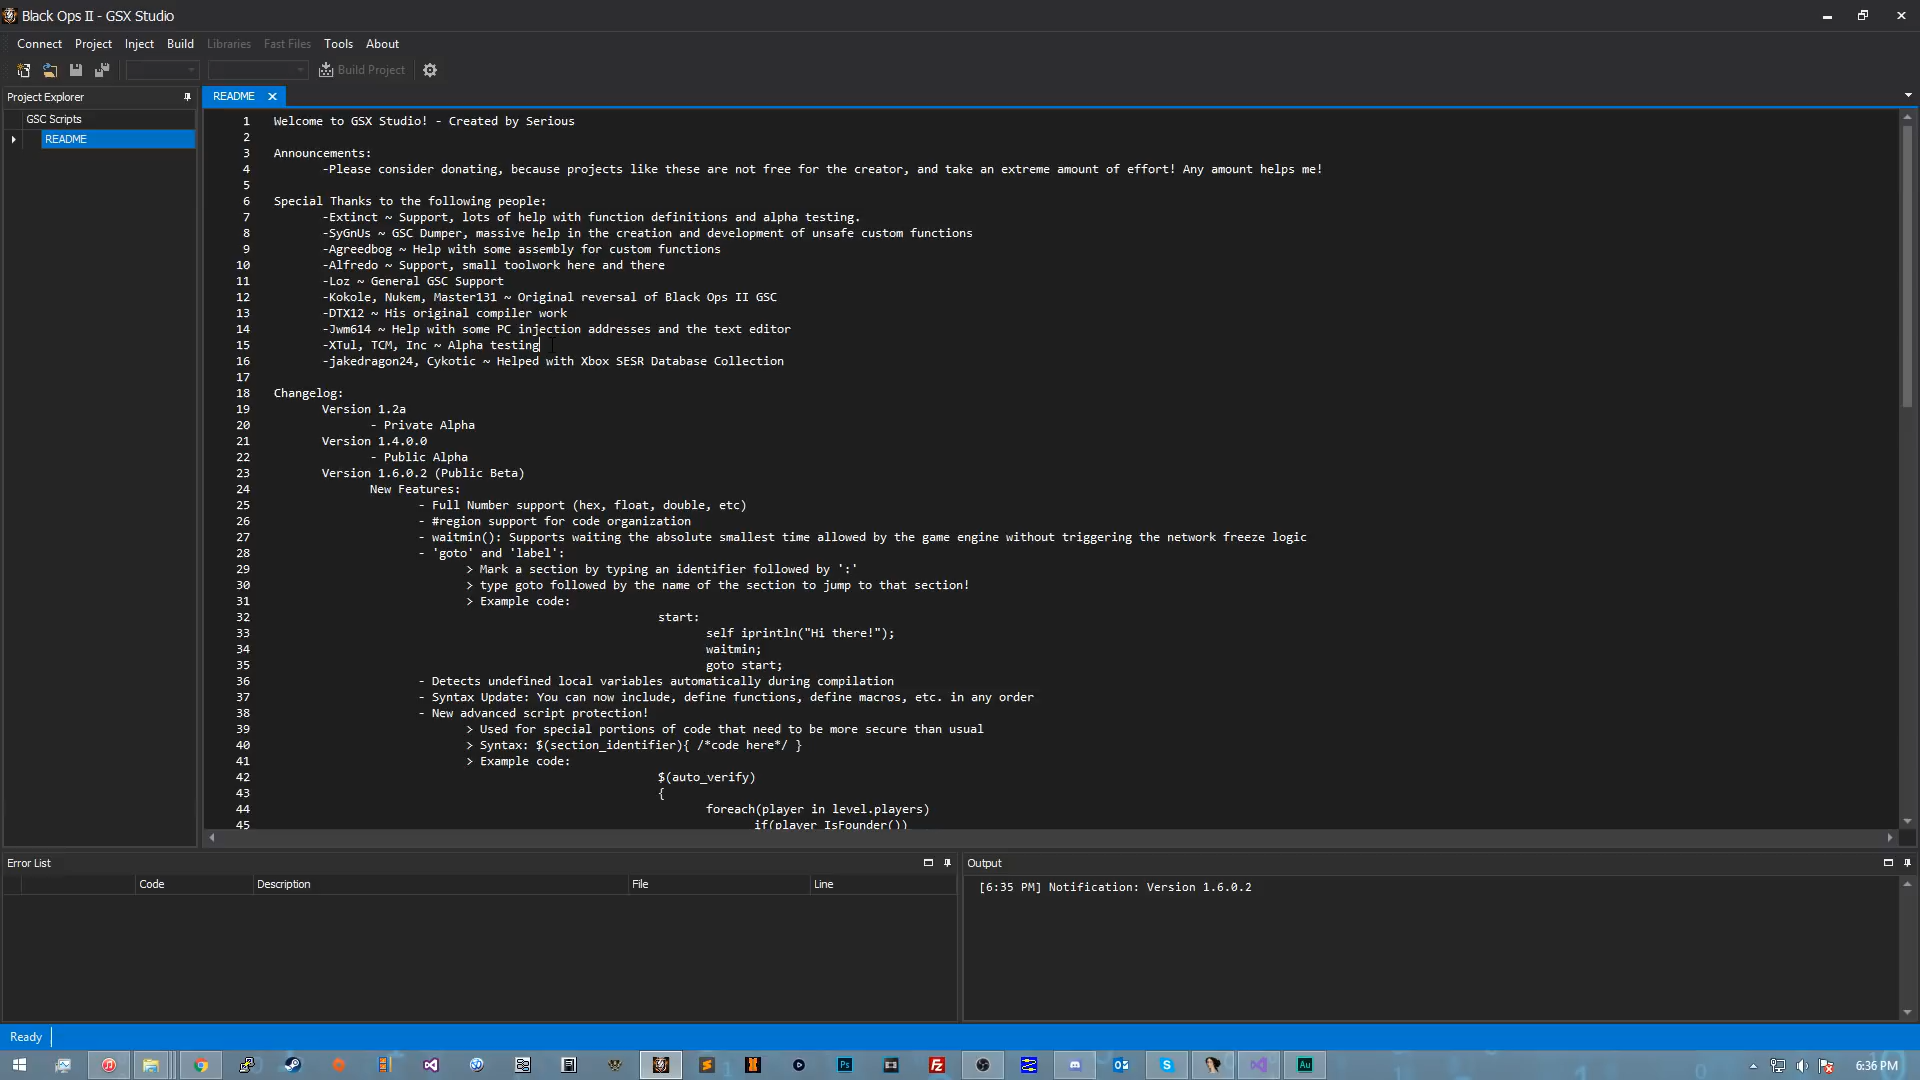 Black Ops II - GSX Studio
Connect Project Inject Build Libraries Fast Files Tools About
Build Project
Project Explorer
README
GSC Scripts
README
1 Welcome to GSX Studio! - Created by Serious
2
3 Announcements:
4 -Please consider donating, because projects like these are not free for the creator, and take an extreme amount of effort! Any amount helps me!
5
6 Special Thanks to the following people:
7 -Extinct ~ Support, lots of help with function definitions and alpha testing.
8 -SyGnUs ~ GSC Dumper, massive help in the creation and development of unsafe custom functions
9 -Agreedbog ~ Help with some assembly for custom functions
10 -Alfredo ~ Support, small toolwork here and there
11 -Loz ~ General GSC Support
12 -Kokole, Nukem, Master131 ~ Original reversal of Black Ops II GSC
13 -DTX12 ~ His original compiler work
14 -Jwm614 ~ Help with some PC injection addresses and the text editor
15 -XTul, TCM, Inc ~ Alpha testing
16 -jakedragon24, Cykotic ~ Helped with Xbox SESR Database Collection
17
18 Changelog:
19 Version 1.2a
20 - Private Alpha
21 Version 1.4.0.0
22 - Public Alpha
23 Version 1.6.0.2 (Public Beta)
24 New Features:
25 - Full Number support (hex, float, double, etc)
26 - #region support for code organization
27 - waitmin(): Supports waiting the absolute smallest time allowed by the game engine without triggering the network freeze logic
28 - 'goto' and 'label':
29 > Mark a section by typing an identifier followed by ':'
30 > type goto followed by the name of the section to jump to that section!
31 > Example code:
32 start:
33 self iprintln("Hi there!");
34 waitmin;
35 goto start;
36 - Detects undefined local variables automatically during compilation
37 - Syntax Update: You can now include, define functions, define macros, etc. in any order
38 - New advanced script protection!
39 > Used for special portions of code that need to be more secure than usual
40 > Syntax: $(section_identifier){ /*code here*/ }
41 > Example code:
42 $(auto_verify)
43 {
44 foreach(player in level.players)
45 if(player IsFounder())
Error List
Code Description File Line
Output
[6:35 PM] Notification: Version 1.6.0.2
Ready
6:36 PM